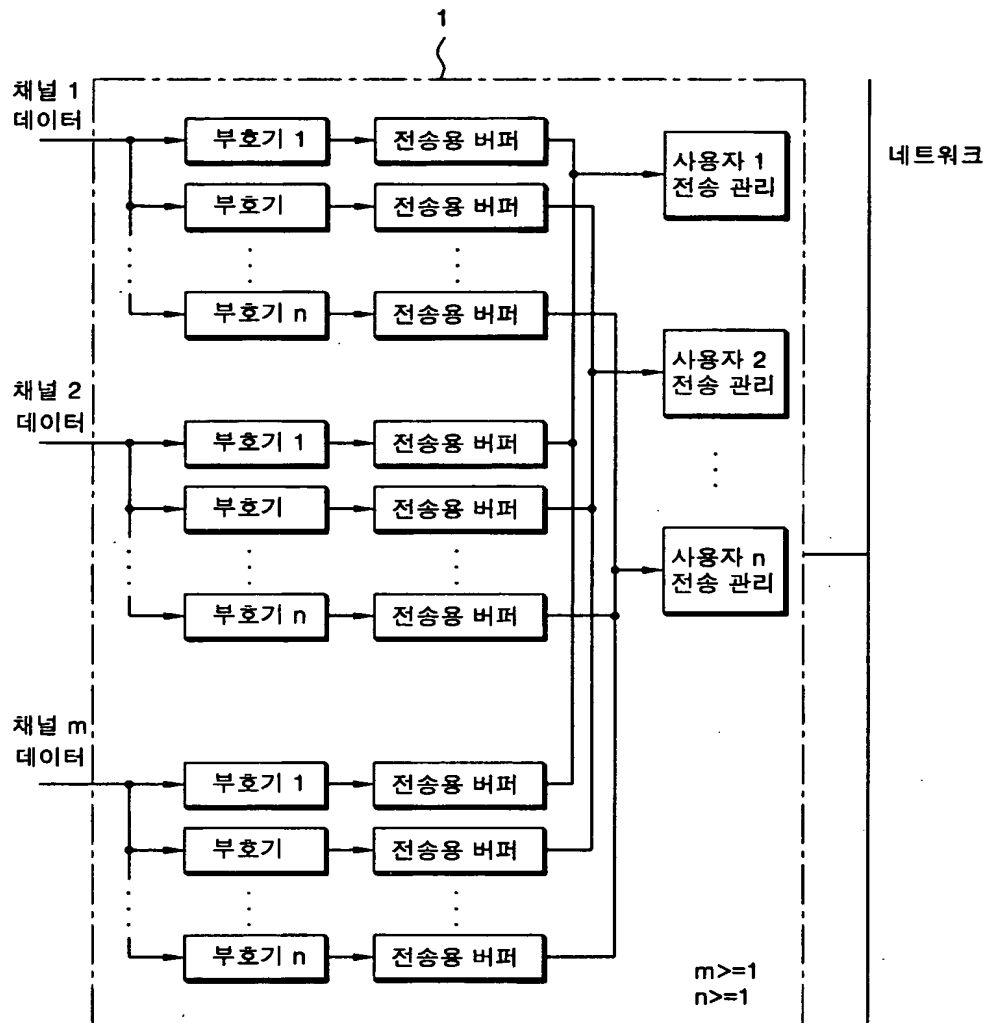 1
채널 1
데이터
부호기 1
전송용 버퍼
사용자 1
전송 관리
네트워크
부호기
전송용 버퍼
부호기 n
전송용 버퍼
사용자 2
전송 관리
채널 2
데이터
부호기 1
전송용 버퍼
부호기
전송용 버퍼
사용자 n
전송 관리
부호기 n
전송용 버퍼
채널 m
데이터
부호기 1
전송용 버퍼
부호기
전송용 버퍼
부호기 n
전송용 버퍼
m>=1
n>=1